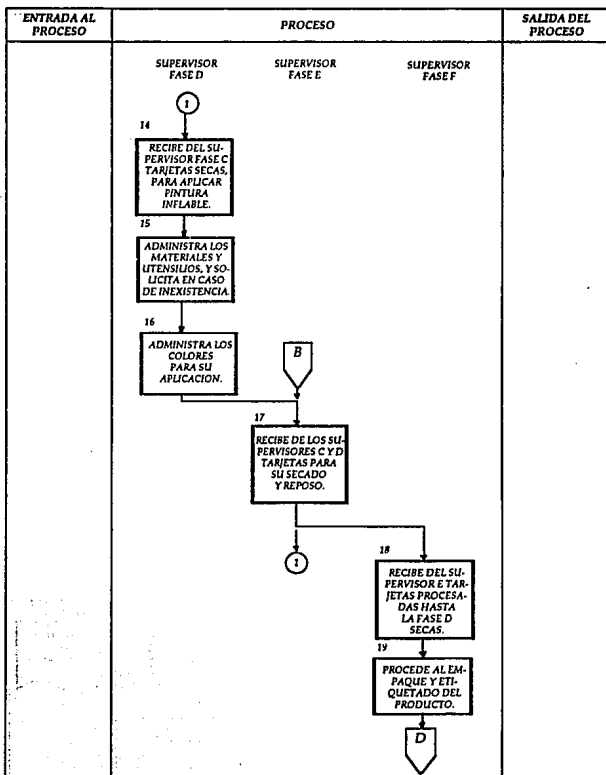 ENTRADA AL
PROCESO
PROCESO
SALIDA DEL
PROCESO
SUPERVISOR
FASE D
SUPERVISOR
FASE E
SUPERVISOR
FASE F
1
14
RECIBE DEL SU-
PERVISOR FASE C
TARJETAS SECAS,
PARA APLICAR
PINTURA
INFLABLE.
15
ADMINISTRA LOS
MATERIALES Y
UTENSILIOS, Y SO-
LICITA EN CASO
DE INEXISTENCIA.
16
ADMINISTRA LOS
COLORES
PARA SU
APLICACION.
B
17
RECIBE DE LOS SU-
PERVISORES C Y D
TARJETAS PARA
SU SECADO
Y REPOSO.
1
18
RECIBE DEL SU-
PERVISOR E TAR-
JETAS PROCESA-
DAS HASTA
LA FASE D
SECAS.
19
PROCEDE AL EM-
PAQUE Y ETI-
QUETADO DEL
PRODUCTO.
D